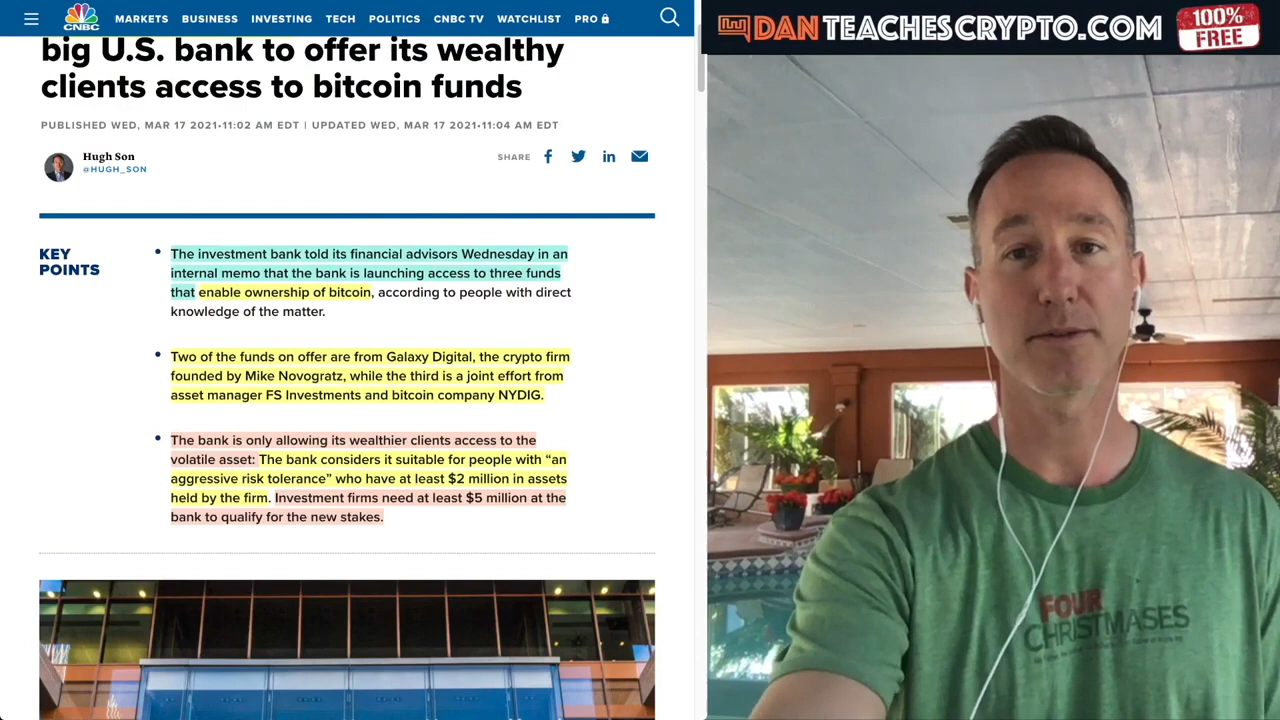 CNBC
MARKETS BUSINESS INVESTING TECH POLITICS CNBC TV WATCHLIST PRO
big U.S. bank to offer its wealthy
clients access to bitcoin funds
PUBLISHED WED, MAR 17 2021•11:02 AM EDT | UPDATED WED, MAR 17 2021•11:04 AM EDT
Hugh Son
@HUGH_SON
SHARE
KEY
POINTS
• The investment bank told its financial advisors Wednesday in an
internal memo that the bank is launching access to three funds
that enable ownership of bitcoin, according to people with direct
knowledge of the matter.
• Two of the funds on offer are from Galaxy Digital, the crypto firm
founded by Mike Novogratz, while the third is a joint effort from
asset manager FS Investments and bitcoin company NYDIG.
• The bank is only allowing its wealthier clients access to the
volatile asset: The bank considers it suitable for people with “an
aggressive risk tolerance” who have at least $2 million in assets
held by the firm. Investment firms need at least $5 million at the
bank to qualify for the new stakes.
DANTEACHESCRYPTO.COM
100%
FREE
FOUR
CHRISTMASES